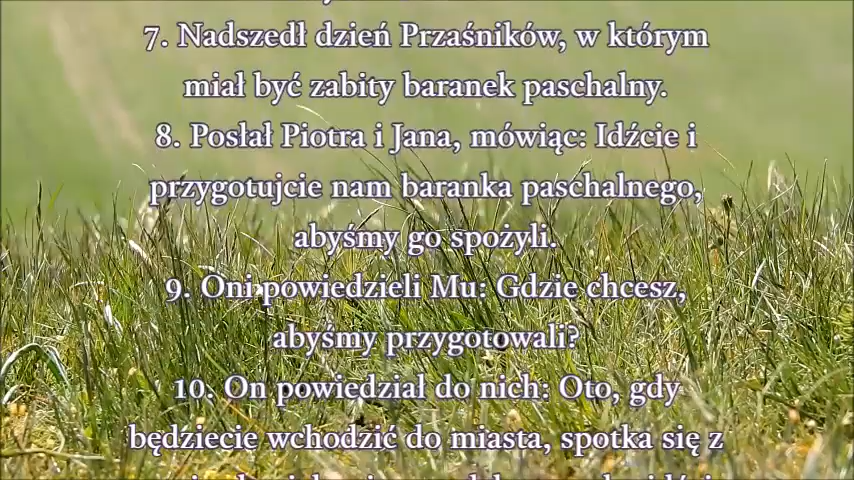 7. Nadszedł dzień Przaśników, w którym
miał być zabity baranek paschalny.
8. Posłał Piotra i Jana, mówiąc: Idźcie i
przygotujcie nam baranka paschalnego,
abyśmy go spożyli.
9. Oni powiedzieli Mu: Gdzie chcesz,
abyśmy przygotowali?
10. On powiedział do nich: Oto, gdy
będziecie wchodzić do miasta, spotka się z